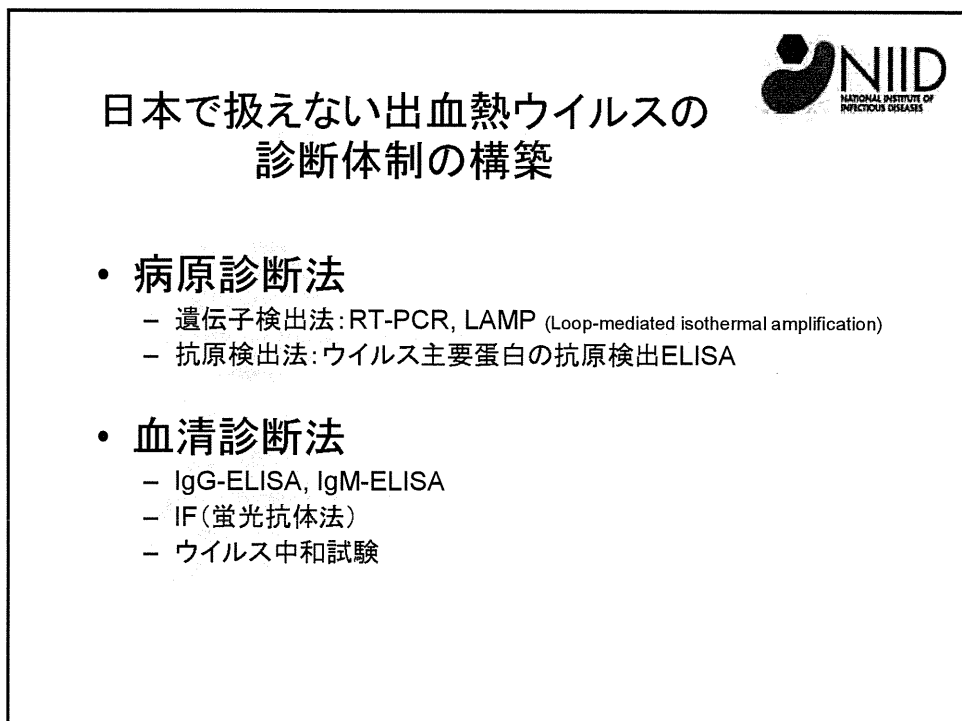 NIID
NATIONAL INSTITUTE OF
INFECTIOUS DISEASES
日本で扱えない出血熱ウイルスの
診断体制の構築
• 病原診断法
– 遺伝子検出法：RT-PCR, LAMP (Loop-mediated isothermal amplification)
– 抗原検出法：ウイルス主要蛋白の抗原検出ELISA
• 血清診断法
– IgG-ELISA, IgM-ELISA
– IF（蛍光抗体法）
– ウイルス中和試験